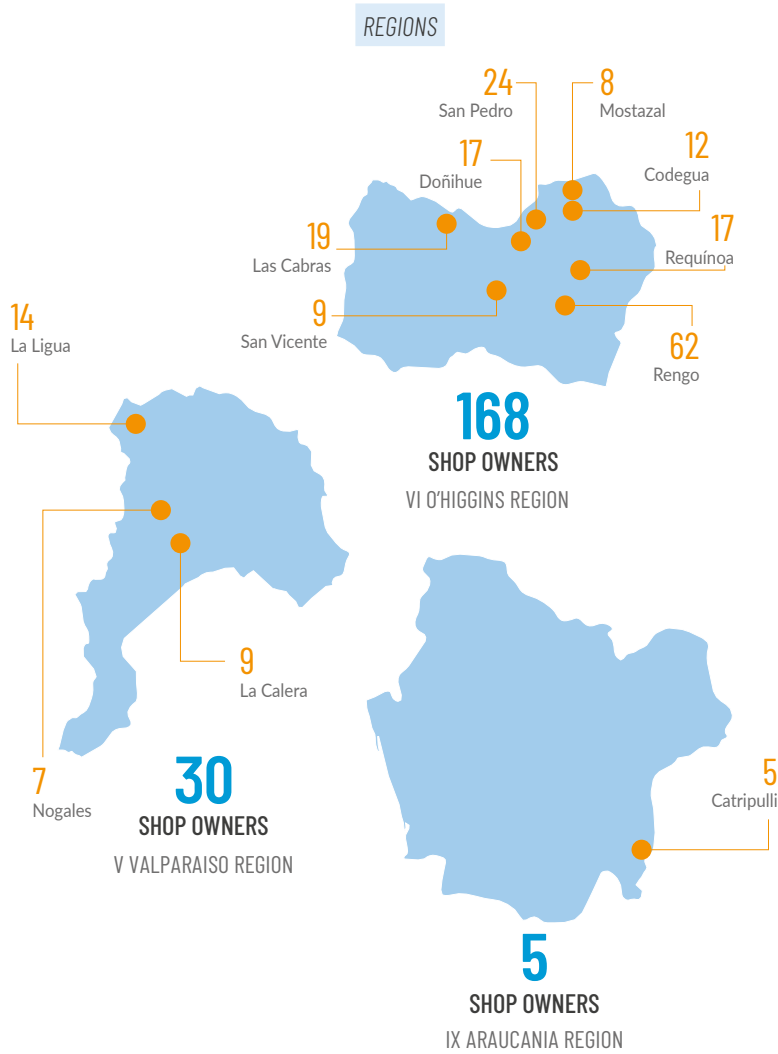 REGIONS
24
San Pedro
8
Mostazal
17
Doñihue
12
Codegua
19
Las Cabras
17
Requínoa
9
San Vicente
62
Rengo
168
SHOP OWNERS
VI O'HIGGINS REGION
14
La Ligua
9
La Calera
7
Nogales
30
SHOP OWNERS
V VALPARAISO REGION
5
Catripulli
5
SHOP OWNERS
IX ARAUCANIA REGION